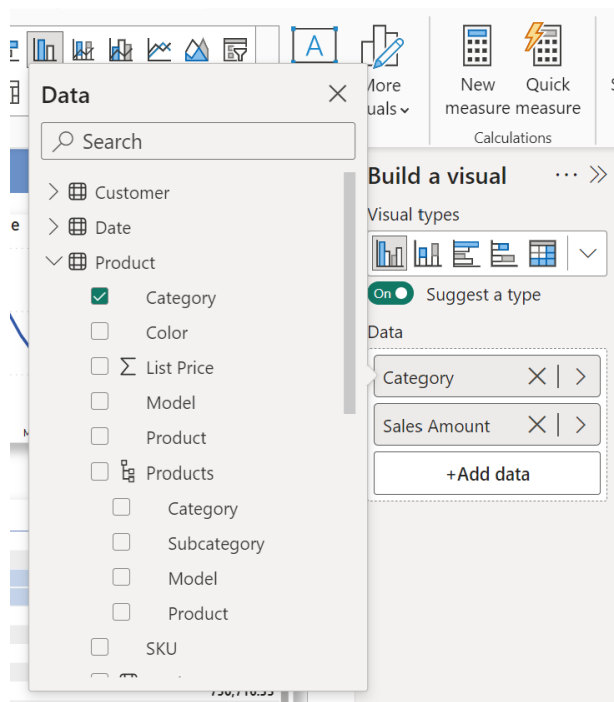 A
More
uals
New
measure
Quick
measure
Calculations
Data
Search
Customer
Date
Product
Category
Color
List Price
Model
Product
Products
Category
Subcategory
Model
Product
SKU
Build a visual
Visual types
On
Suggest a type
Data
Category
Sales Amount
+Add data
e
M